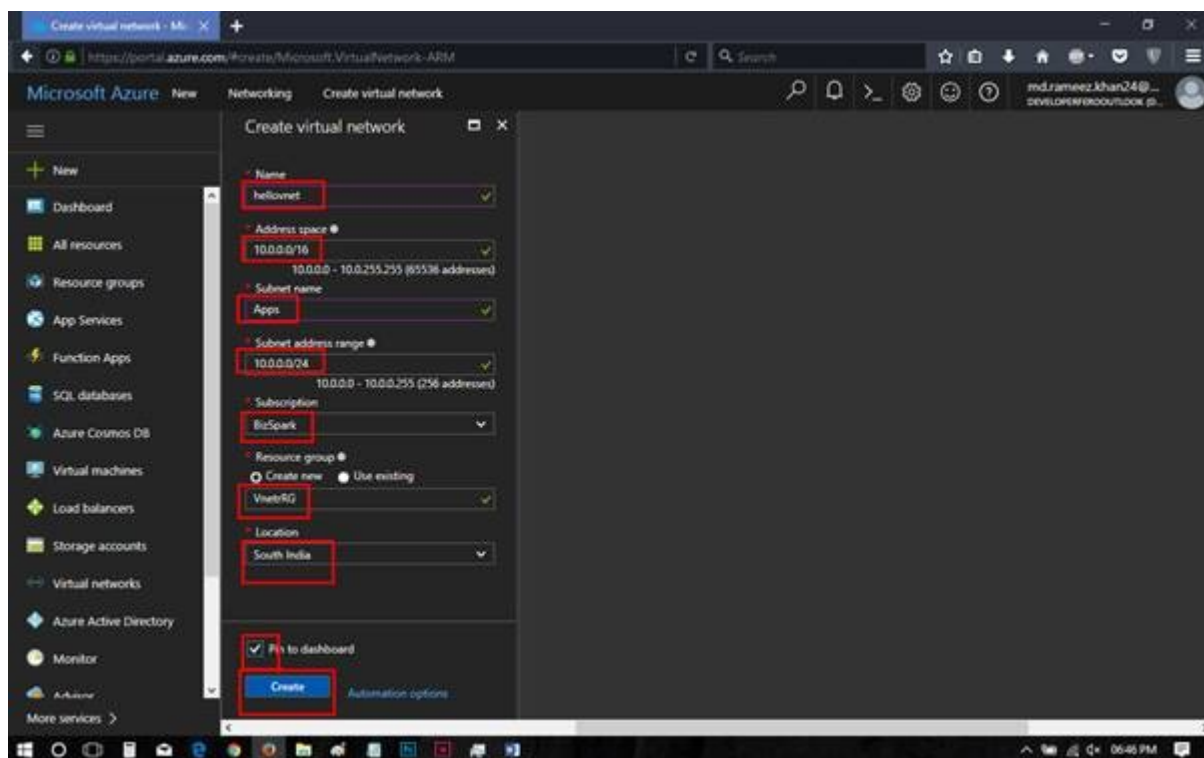 Create virtual network - Mi
https://portal.azure.com/#create/Microsoft.VirtualNetwork-ARM
Search
Microsoft Azure New Networking Create virtual network
md.rameez.khan24@...
Create virtual network
New
Dashboard
All resources
Resource groups
App Services
Function Apps
SQL databases
Azure Cosmos DB
Virtual machines
Load balancers
Storage accounts
Virtual networks
Azure Active Directory
Monitor
Advisor
More services >
* Name
hellovnet
* Address space
10.0.0.0/16
10.0.0.0 - 10.0.255.255 (65536 addresses)
* Subnet name
Apps
* Subnet address range
10.0.0.0/24
10.0.0.0 - 10.0.0.255 (256 addresses)
* Subscription
BizSpark
* Resource group
Create new Use existing
VnetrRG
* Location
South India
Pin to dashboard
Create
Automation options
06:46 PM